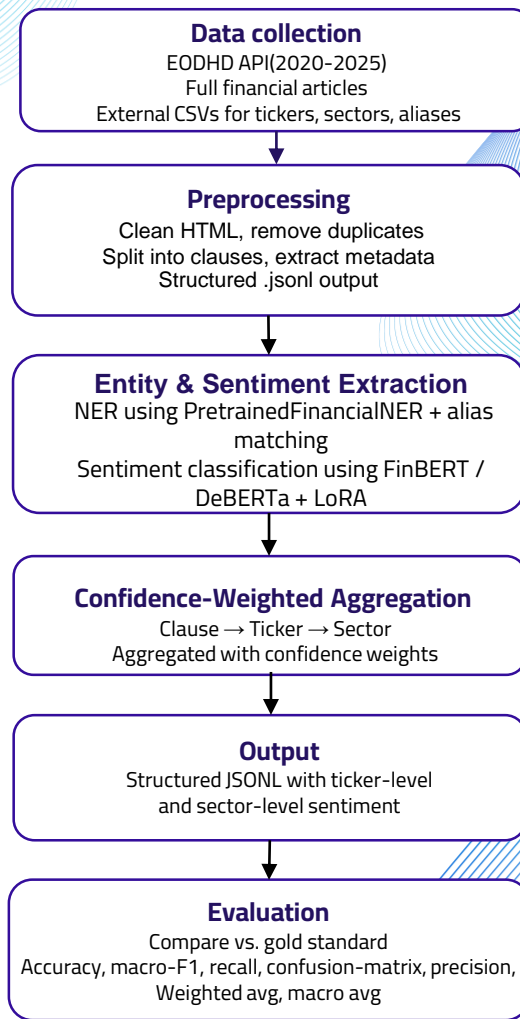 Data collection
EODHD API(2020-2025)
Full financial articles
External CSVs for tickers, sectors, aliases
Preprocessing
Clean HTML, remove duplicates
Split into clauses, extract metadata
Structured .jsonl output
Entity & Sentiment Extraction
NER using PretrainedFinancialNER + alias
matching
Sentiment classification using FinBERT /
DeBERTa + LoRA
Confidence-Weighted Aggregation
Clause → Ticker → Sector
Aggregated with confidence weights
Output
Structured JSONL with ticker-level
and sector-level sentiment
Evaluation
Compare vs. gold standard
Accuracy, macro-F1, recall, confusion-matrix, precision,
Weighted avg, macro avg